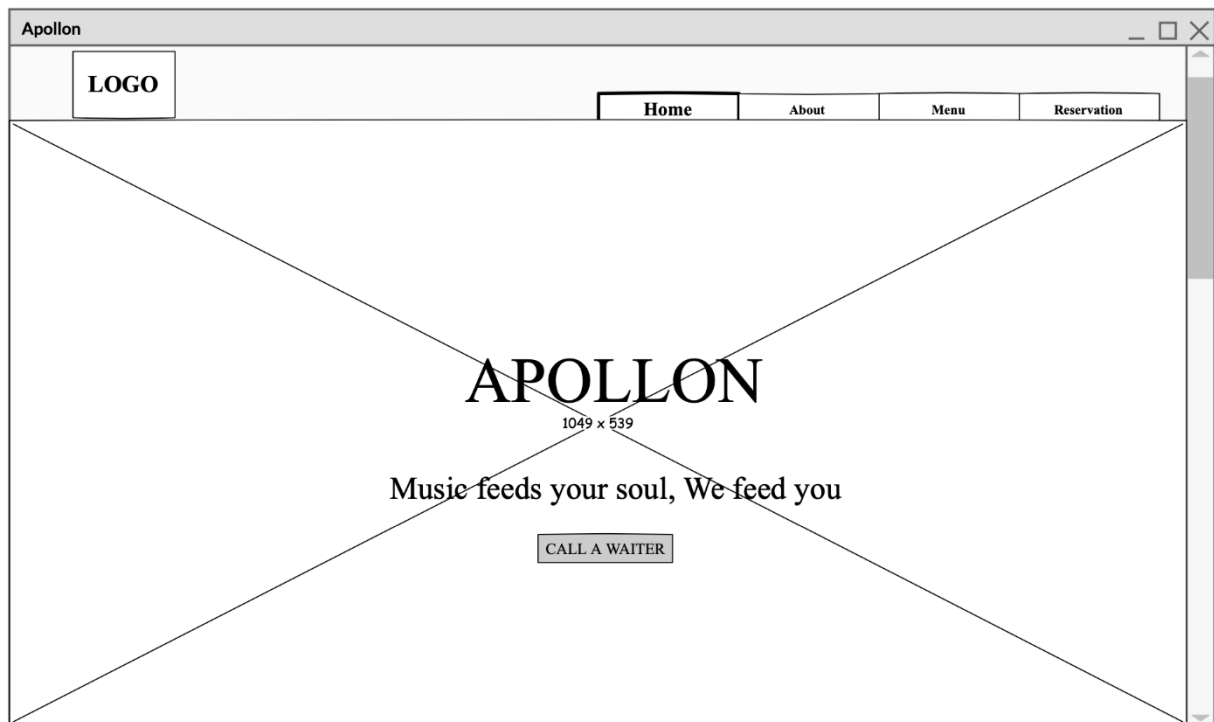 Apollon
LOGO
Home About Menu Reservation
APOLLON
1049 x 539
Music feeds your soul, We feed you
CALL A WAITER